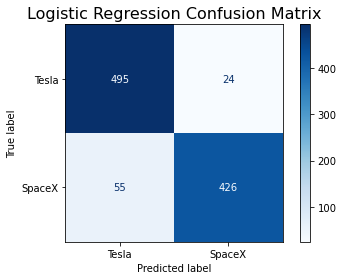 Logistic Regression Confusion Matrix
True label
Tesla
495
24
SpaceX
55
426
Tesla
SpaceX
Predicted label
400
300
200
100